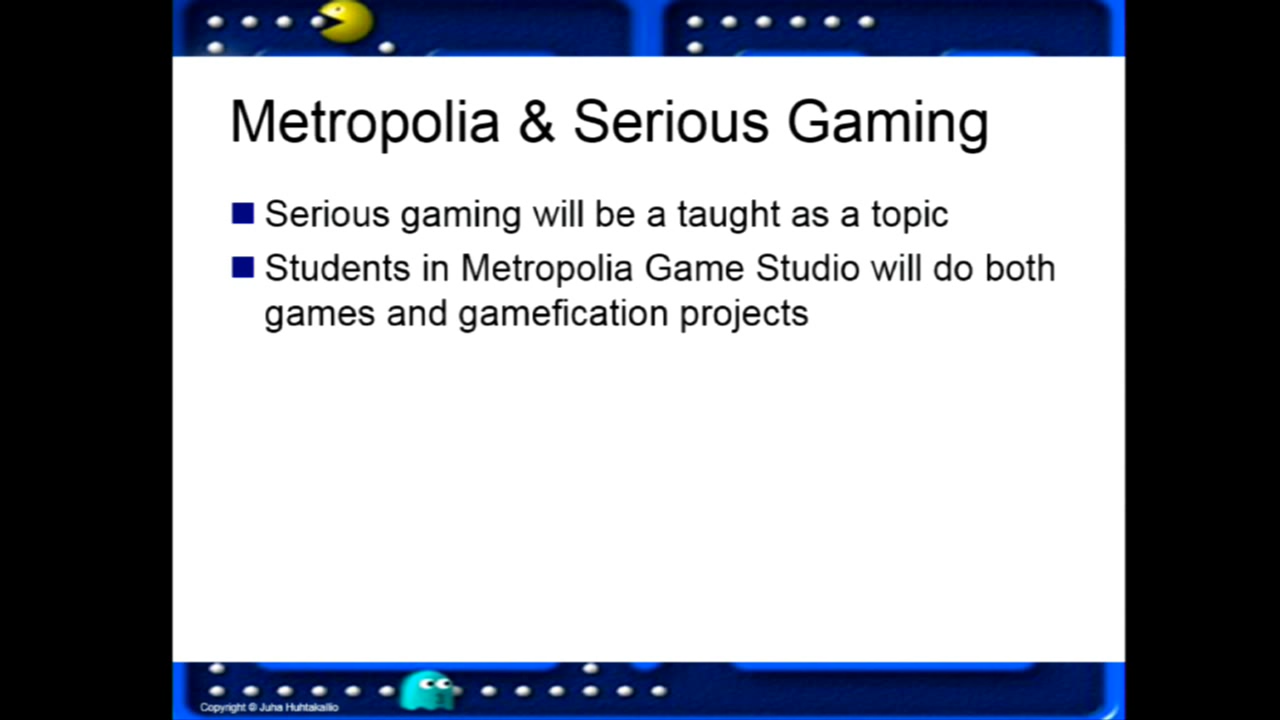 Metropolia & Serious Gaming
Serious gaming will be a taught as a topic
Students in Metropolia Game Studio will do both
games and gamefication projects
Copyright © Juha Huhtakallio